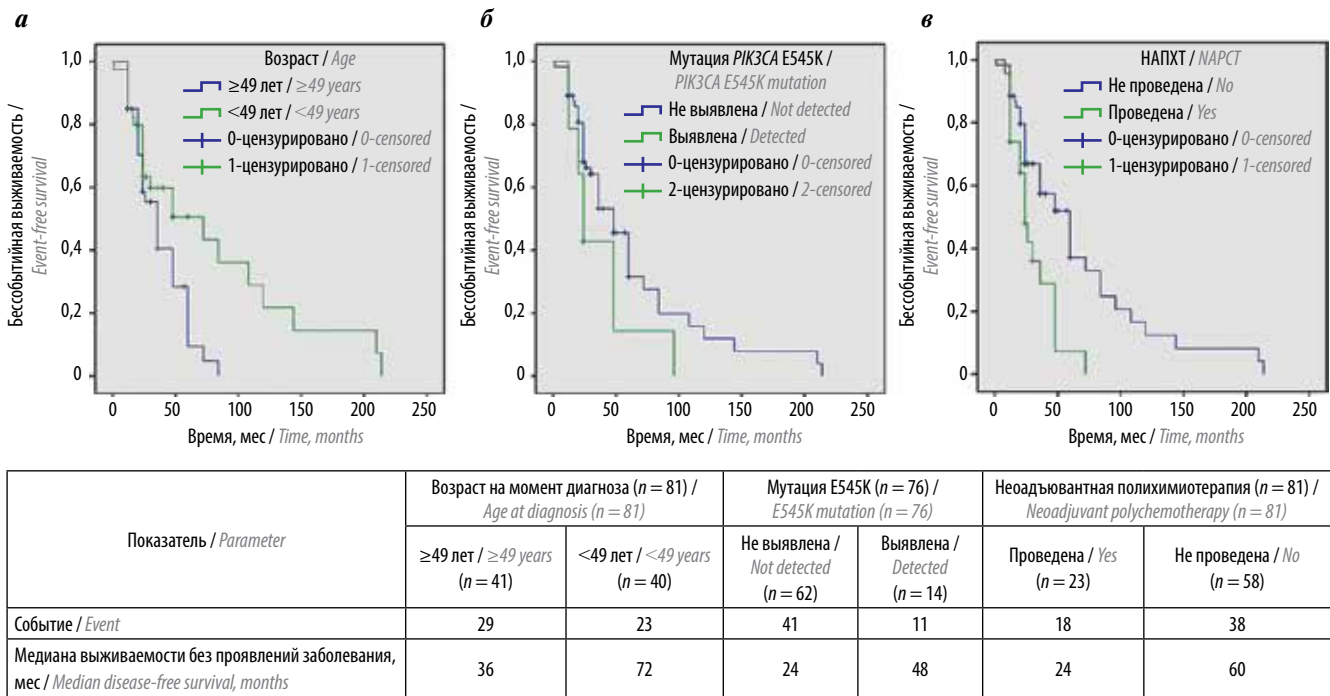 а
Бессобытийная выживаемость /
Event-free survival
1,0
0,8
0,6
0,4
0,2
0
Возраст / Age
≥49 лет / ≥49 years
<49 лет / <49 years
0-цензурировано / 0-censored
1-цензурировано / 1-censored
0 50 100 150 200 250
Время, мес / Time, months
б
Бессобытийная выживаемость /
Event-free survival
1,0
0,8
0,6
0,4
0,2
0
Мутация PIK3CA E545K /
PIK3CA E545K mutation
Не выявлена / Not detected
Выявлена / Detected
0-цензурировано / 0-censored
2-цензурировано / 2-censored
0 50 100 150 200 250
Время, мес / Time, months
в
Бессобытийная выживаемость /
Event-free survival
1,0
0,8
0,6
0,4
0,2
0
НАПХТ / NAPCT
Не проведена / No
Проведена / Yes
0-цензурировано / 0-censored
1-цензурировано / 1-censored
0 50 100 150 200 250
Время, мес / Time, months
Показатель / Parameter
Возраст на момент диагноза (n = 81) /
Age at diagnosis (n = 81)
Мутация E545K (n = 76) /
E545K mutation (n = 76)
Неоадъювантная полихимиотерапия (n = 81) /
Neoadjuvant polychemotherapy (n = 81)
≥49 лет / ≥49 years
(n = 41)
<49 лет / <49 years
(n = 40)
Не выявлена /
Not detected
(n = 62)
Выявлена /
Detected
(n = 14)
Проведена / Yes
(n = 23)
Не проведена / No
(n = 58)
Событие / Event 29 23 41 11 18 38
Медиана выживаемости без проявлений заболевания,
мес / Median disease-free survival, months
36 72 24 48 24 60